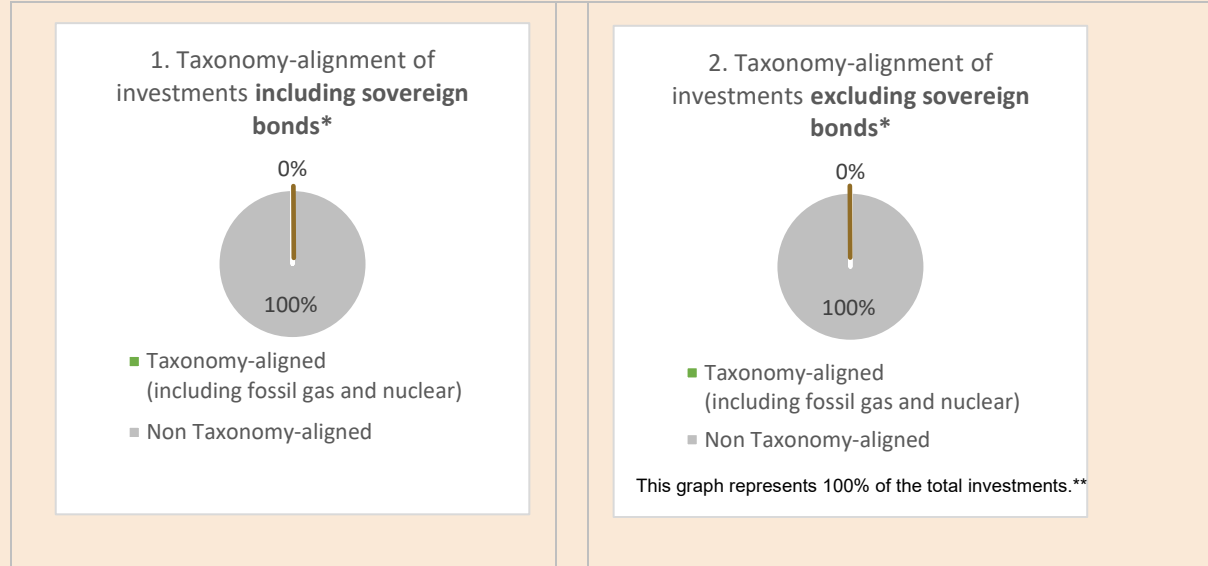 1. Taxonomy-alignment of
investments including sovereign
bonds*
0%
100%
Taxonomy-aligned
(including fossil gas and nuclear)
Non Taxonomy-aligned
2. Taxonomy-alignment of
investments excluding sovereign
bonds*
0%
100%
Taxonomy-aligned
(including fossil gas and nuclear)
Non Taxonomy-aligned
This graph represents 100% of the total investments.**